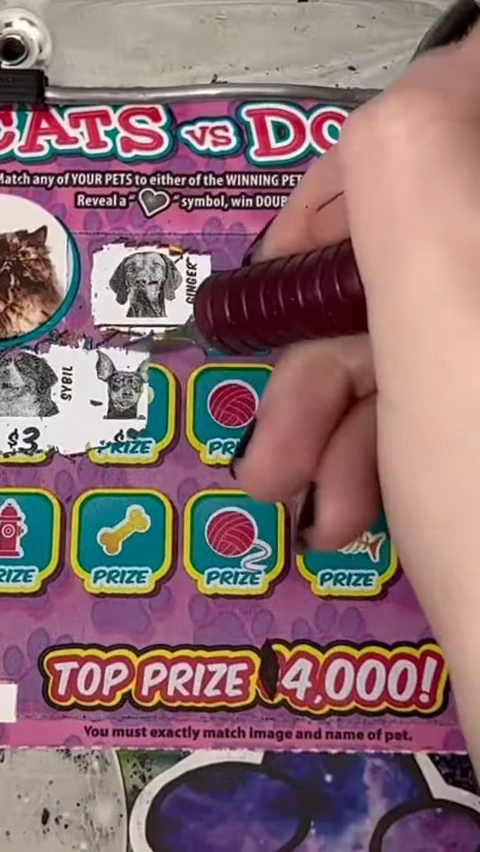 CATS VS DO
Match any of YOUR PETS to either of the WINNING PET
Reveal a " " symbol, win DOUB
GINGER
SYBIL
$3
PRIZE
PRI
RIZE
PRIZE
PRIZE
PRIZE
TOP PRIZE $4,000!
You must exactly match image and name of pet.